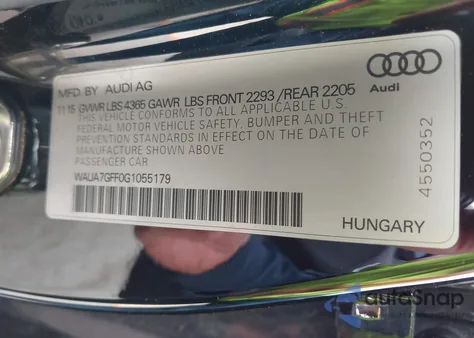 MFD BY AUDI AG
11 15 GVWR LBS 4365 GAWR LBS FRONT 2293 /REAR 2205
THIS VEHICLE CONFORMS TO ALL APPLICABLE U.S.
FEDERAL MOTOR VEHICLE SAFETY, BUMPER AND THEFT
PREVENTION STANDARDS IN EFFECT ON THE DATE OF
MANUFACTURE SHOWN ABOVE
PASSENGER CAR
WAUA7GFF0G1055179
Audi
4550352
HUNGARY
autoSnap